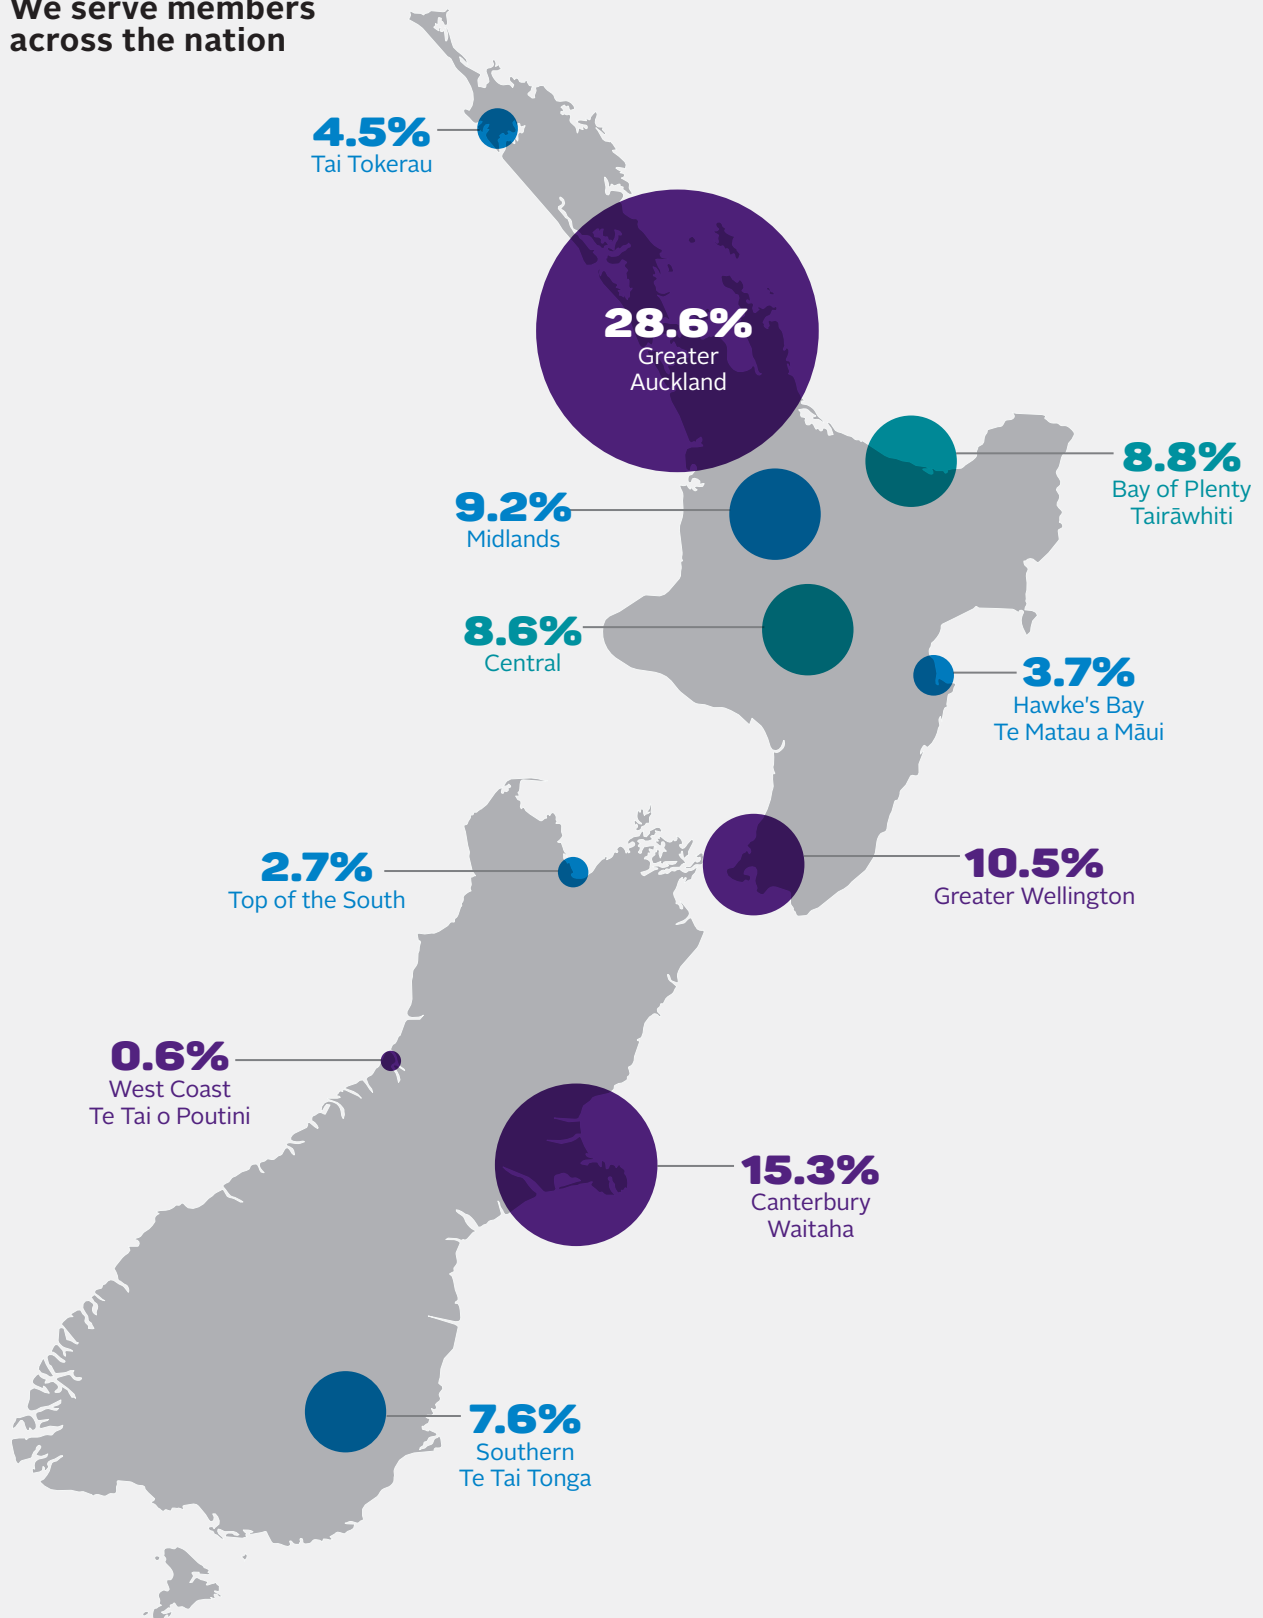 We serve members
across the nation
4.5%
Tai Tokerau
28.6%
Greater
Auckland
8.8%
Bay of Plenty
Tairāwhiti
9.2%
Midlands
8.6%
Central
3.7%
Hawke's Bay
Te Matau a Māui
2.7%
Top of the South
10.5%
Greater Wellington
0.6%
West Coast
Te Tai o Poutini
15.3%
Canterbury
Waitaha
7.6%
Southern
Te Tai Tonga